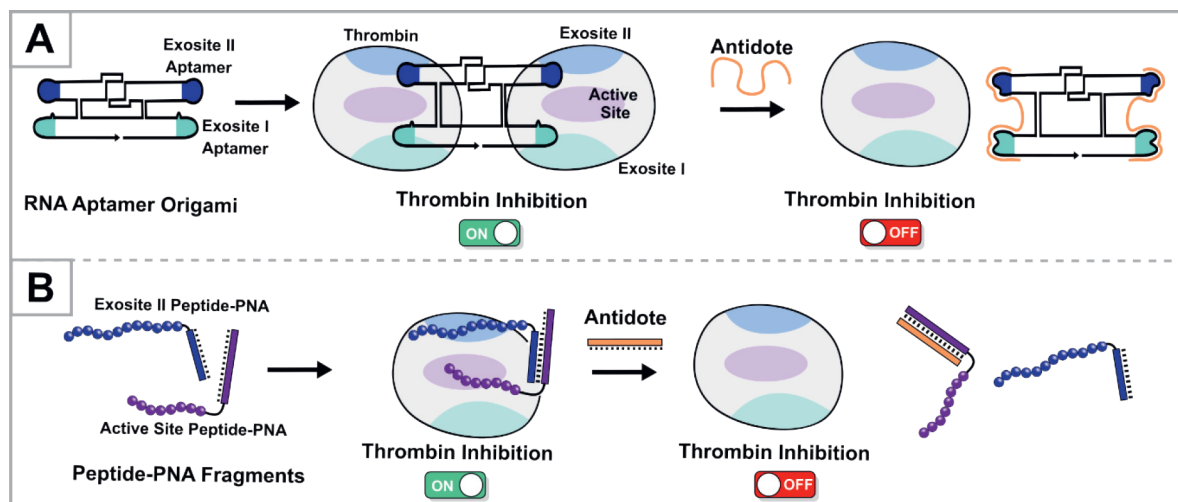 A
Exosite II
Aptamer
Exosite I
Aptamer
RNA Aptamer Origami
Thrombin
Exosite II
Active
Site
Exosite I
Thrombin Inhibition
ON
Antidote
Thrombin Inhibition
OFF
B
Exosite II Peptide-PNA
Active Site Peptide-PNA
Peptide-PNA Fragments
Thrombin Inhibition
ON
Antidote
Thrombin Inhibition
OFF